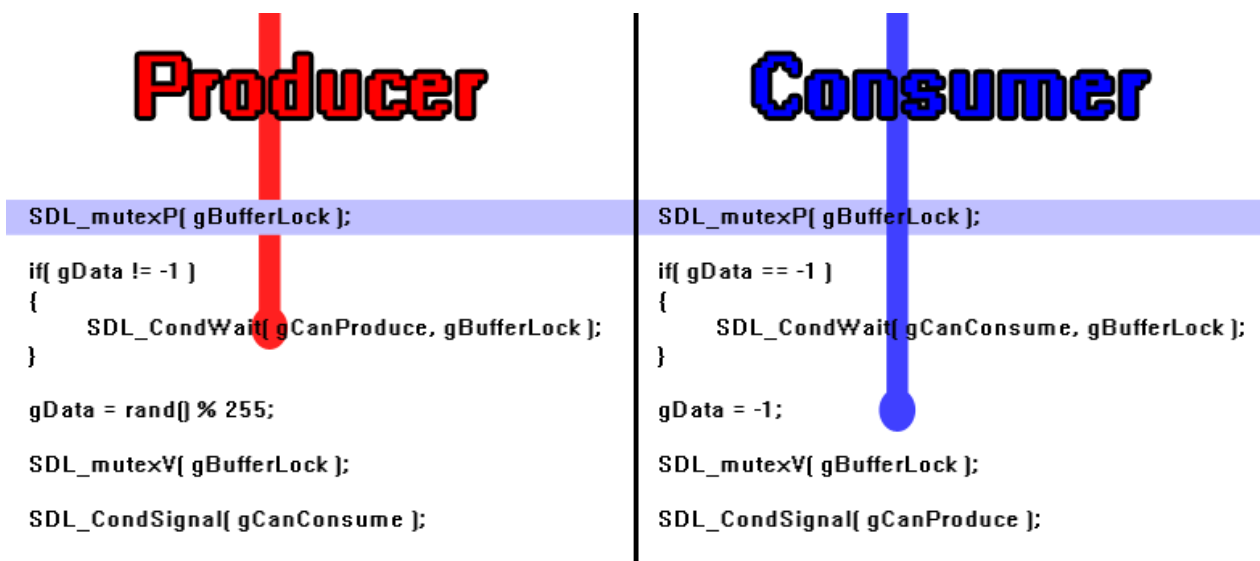 Producer
SDL_mutexP( gBufferLock );
if( gData != -1 )
{
SDL_CondWait( gCanProduce, gBufferLock );
}
gData = rand() % 255;
SDL_mutexV( gBufferLock );
SDL_CondSignal( gCanConsume );
Consumer
SDL_mutexP( gBufferLock );
if( gData == -1 )
{
SDL_CondWait( gCanConsume, gBufferLock );
}
gData = -1;
SDL_mutexV( gBufferLock );
SDL_CondSignal( gCanProduce );